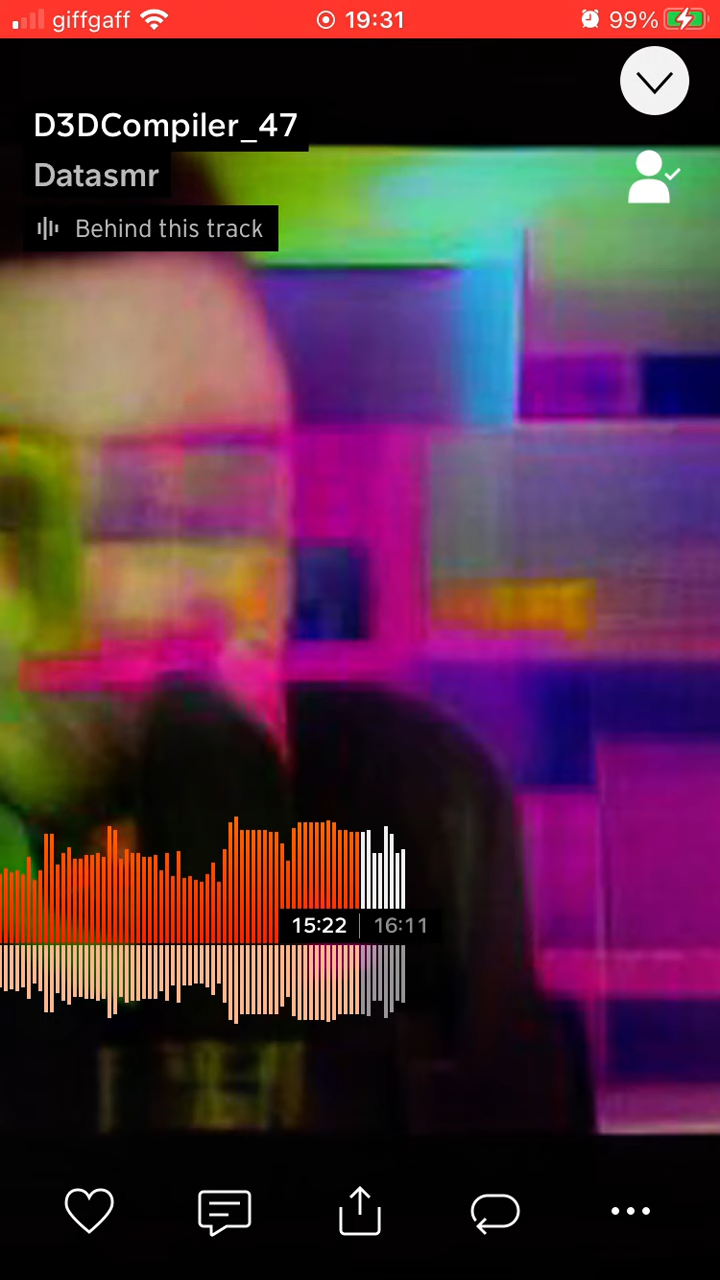 giffgaff 19:31 99%
D3DCompiler_47
Datasmr
Behind this track
15:22 16:11